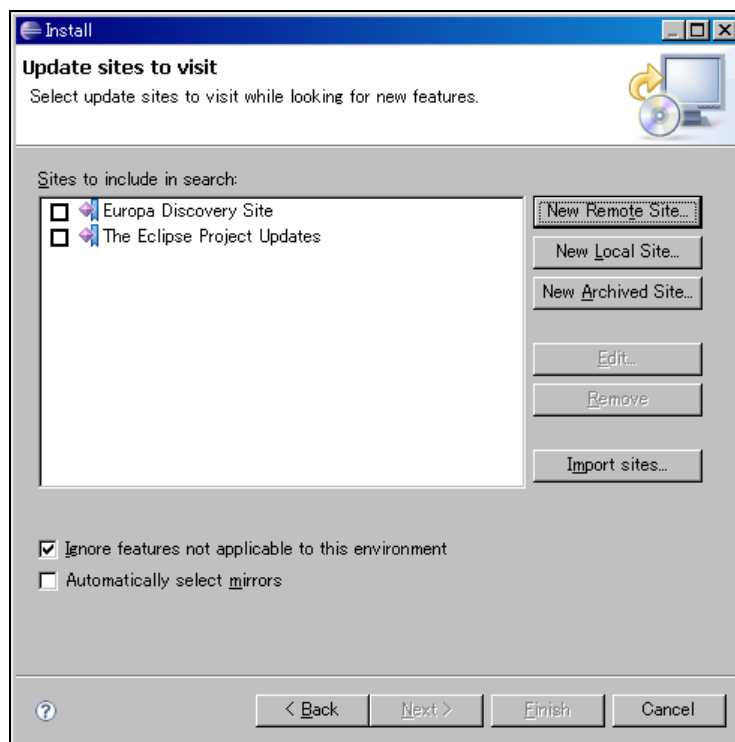 Install
Update sites to visit
Select update sites to visit while looking for new features.
Sites to include in search:
Europa Discovery Site
The Eclipse Project Updates
New Remote Site...
New Local Site...
New Archived Site...
Edit...
Remove
Import sites...
Ignore features not applicable to this environment
Automatically select mirrors
?
< Back
Next >
Finish
Cancel